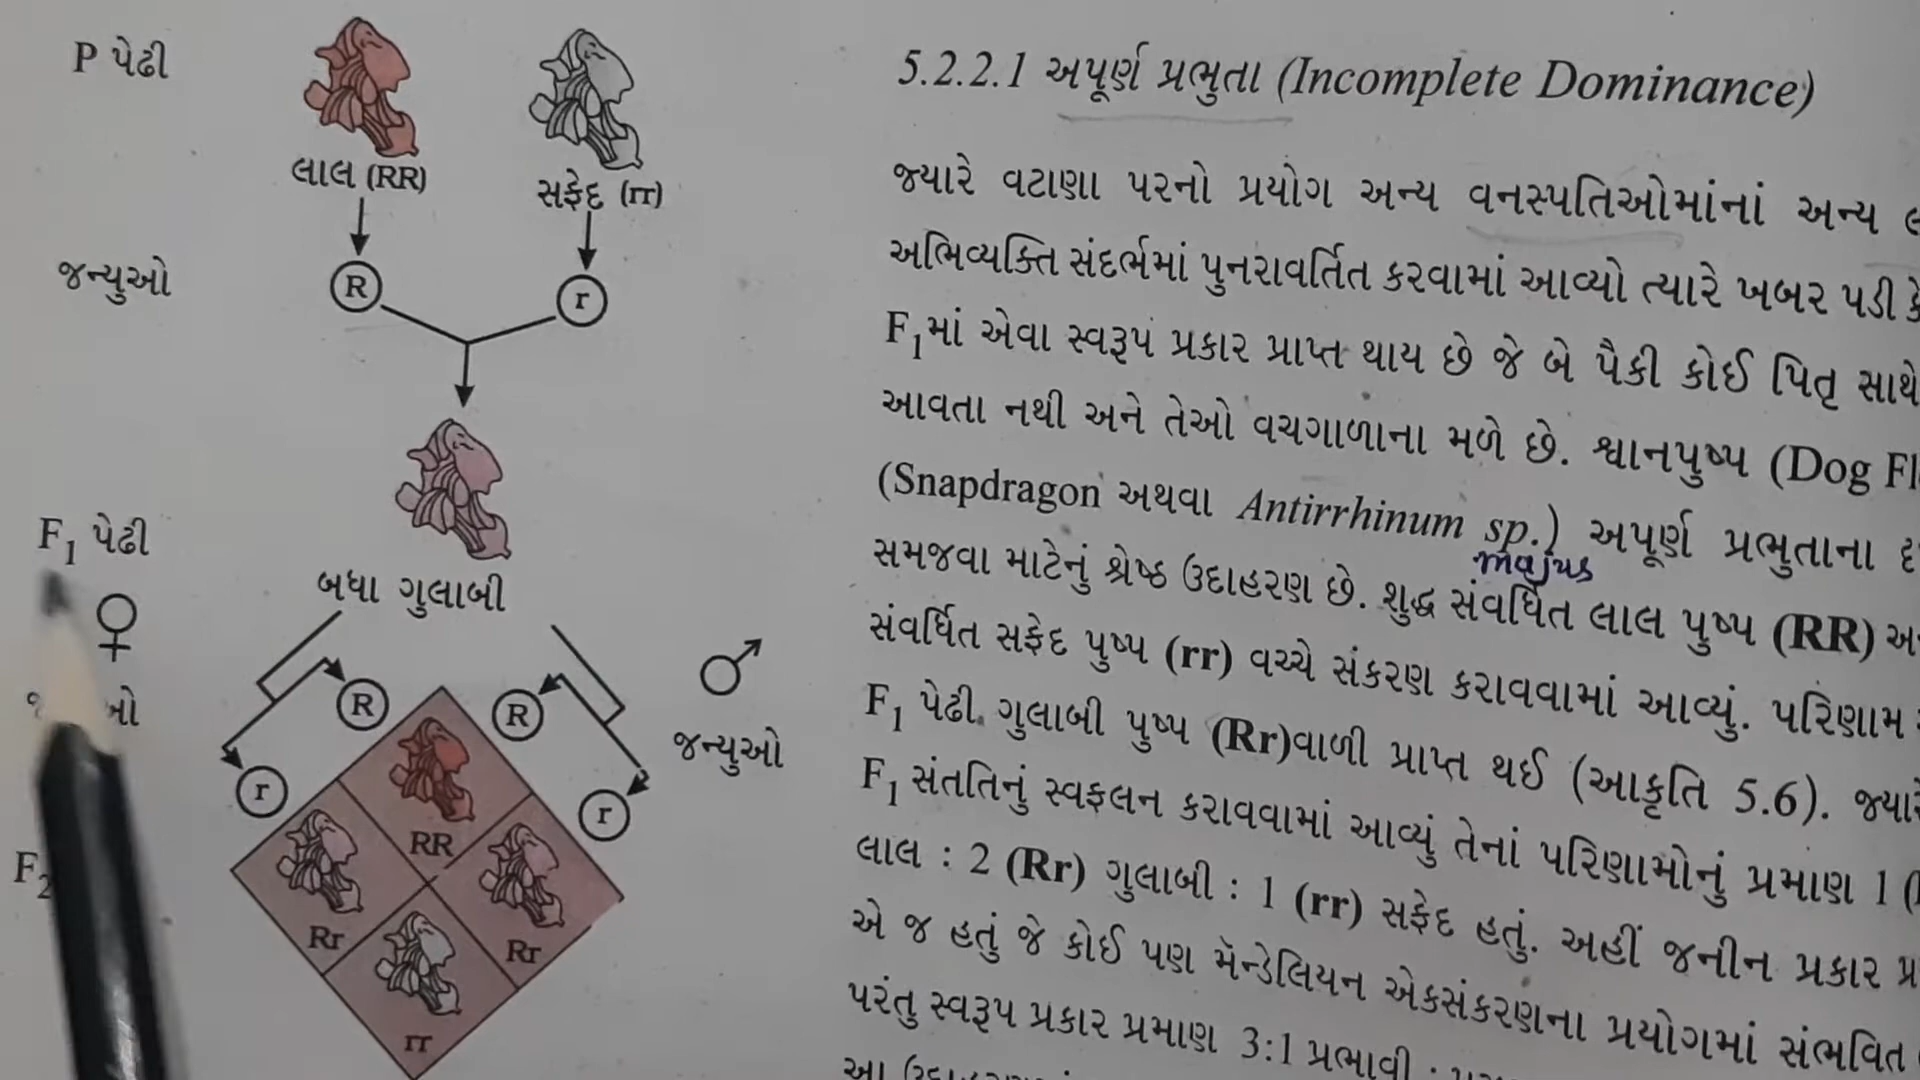 P પેઢી
લાલ (RR)
સફેદ (rr)
જન્યુઓ
R
r
F1 પેઢી
બધા ગુલાબી
♀
♂
R
R
જન્યુઓ
r
r
RR
F2
Rr
Rr
rr
5.2.2.1 અપૂર્ણ પ્રભુતા (Incomplete Dominance)
જ્યારે વટાણા પરનો પ્રયોગ અન્ય વનસ્પતિઓમાંનાં અન્ય
અભિવ્યક્તિ સંદર્ભમાં પુનરાવર્તિત કરવામાં આવ્યો ત્યારે ખબર પડી કે
F1માં એવા સ્વરૂપ પ્રકાર પ્રાપ્ત થાય છે જે બે પૈકી કોઈ પિતૃ સાથે
આવતા નથી અને તેઓ વચગાળાના મળે છે. શ્વાનપુષ્પ (Dog
(Snapdragon અથવા Antirrhinum sp.) અપૂર્ણ પ્રભુતાના
majus
સમજવા માટેનું શ્રેષ્ઠ ઉદાહરણ છે. શુદ્ધ સંવર્ધિત લાલ પુષ્પ (RR)
સંવર્ધિત સફેદ પુષ્પ (rr) વચ્ચે સંકરણ કરાવવામાં આવ્યું. પરિણામ
F1 પેઢી ગુલાબી પુષ્પ (Rr)વાળી પ્રાપ્ત થઈ (આકૃતિ 5.6). જ્યારે
F1 સંતતિનું સ્વફલન કરાવવામાં આવ્યું તેનાં પરિણામોનું પ્રમાણ 1
લાલ : 2 (Rr) ગુલાબી : 1 (rr) સફેદ હતું. અહીં જનીન પ્રકાર
એ જ હતું જે કોઈ પણ મૅન્ડેલિયન એકસંકરણના પ્રયોગમાં સંભવિત
પરંતુ સ્વરૂપ પ્રકાર પ્રમાણ 3:1 પ્રભાવી :